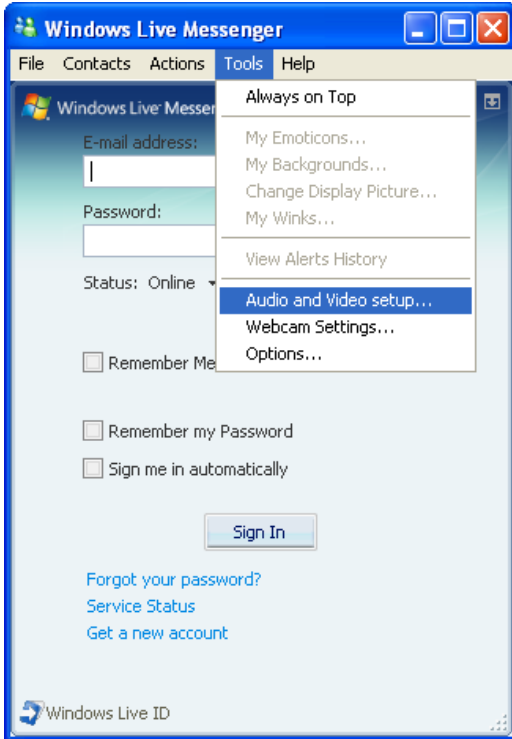 Windows Live Messenger
File Contacts Actions Tools Help
Windows Live Messen
Always on Top
E-mail address:
My Emoticons...
My Backgrounds...
Change Display Picture...
My Winks...
Password:
View Alerts History
Status: Online
Audio and Video setup...
Webcam Settings...
Options...
Remember Me
Remember my Password
Sign me in automatically
Sign In
Forgot your password?
Service Status
Get a new account
Windows Live ID